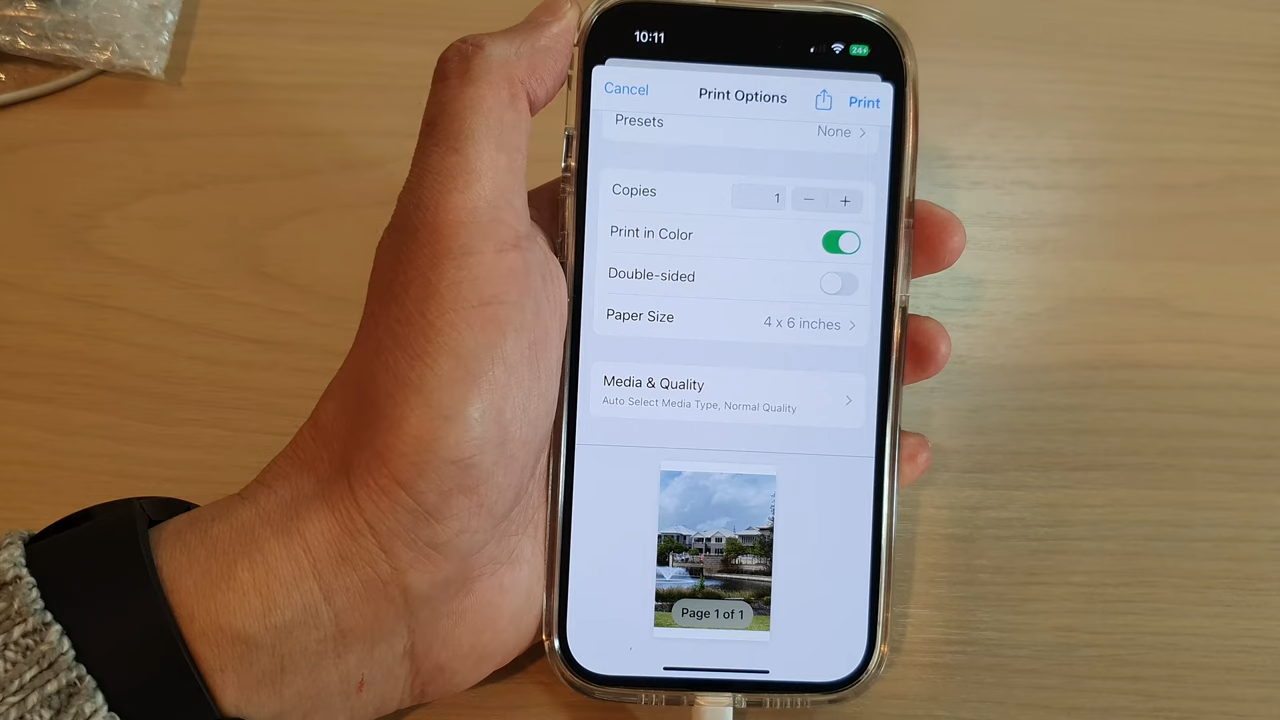 10:11
24+
Cancel
Print Options
Print
Presets
None
Copies
1
Print in Color
Double-sided
Paper Size
4 x 6 inches
Media & Quality
Auto Select Media Type, Normal Quality
Page 1 of 1